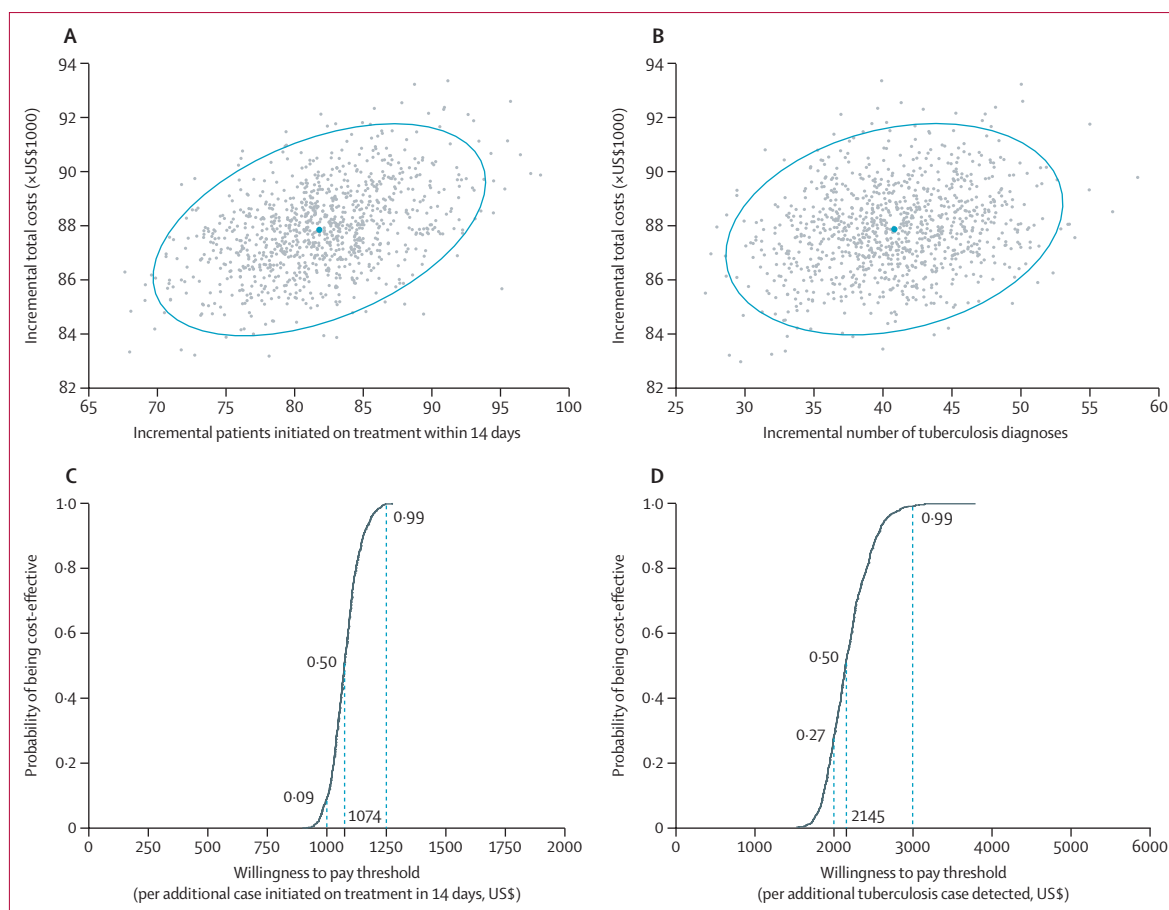 A
94
92
90
88
86
84
82
Incremental total costs (×US$1000)
65 70 75 80 85 90 95 100
Incremental patients initiated on treatment within 14 days
B
94
92
90
88
86
84
82
Incremental total costs (×US$1000)
25 30 35 40 45 50 55 60
Incremental number of tuberculosis diagnoses
C
1·0
0·8
0·6
0·4
0·2
0
Probability of being cost-effective
0·99
0·50
0·09
1074
0 250 500 750 1000 1250 1500 1750 2000
Willingness to pay threshold
(per additional case initiated on treatment in 14 days, US$)
D
1·0
0·8
0·6
0·4
0·2
0
Probability of being cost-effective
0·99
0·50
0·27
2145
0 1000 2000 3000 4000 5000 6000
Willingness to pay threshold
(per additional tuberculosis case detected, US$)